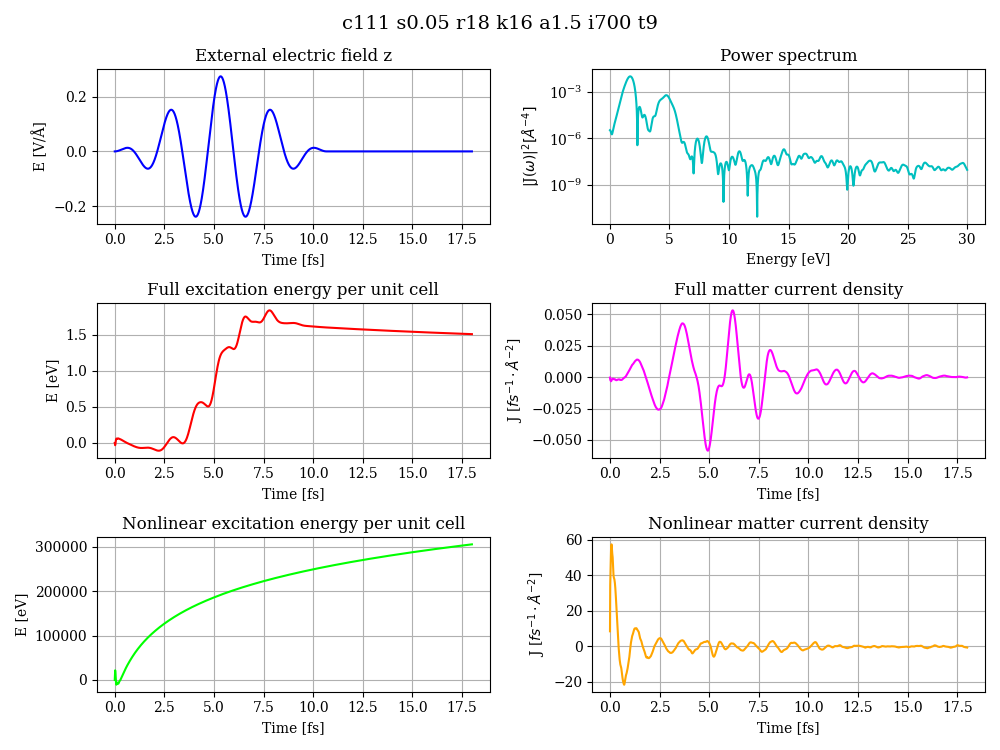 c111 s0.05 r18 k16 a1.5 i700 t9
External electric field z
E [V/Å]
0.2
0.0
−0.2
0.0 2.5 5.0 7.5 10.0 12.5 15.0 17.5
Time [fs]
Power spectrum
|J(ω)|² [Å⁻⁴]
10⁻³
10⁻⁶
10⁻⁹
0 5 10 15 20 25 30
Energy [eV]
Full excitation energy per unit cell
E [eV]
1.5
1.0
0.5
0.0
0.0 2.5 5.0 7.5 10.0 12.5 15.0 17.5
Time [fs]
Full matter current density
J [fs⁻¹ · Å⁻²]
0.050
0.025
0.000
−0.025
−0.050
0.0 2.5 5.0 7.5 10.0 12.5 15.0 17.5
Time [fs]
Nonlinear excitation energy per unit cell
E [eV]
300000
200000
100000
0
0.0 2.5 5.0 7.5 10.0 12.5 15.0 17.5
Time [fs]
Nonlinear matter current density
J [fs⁻¹ · Å⁻²]
60
40
20
0
−20
0.0 2.5 5.0 7.5 10.0 12.5 15.0 17.5
Time [fs]